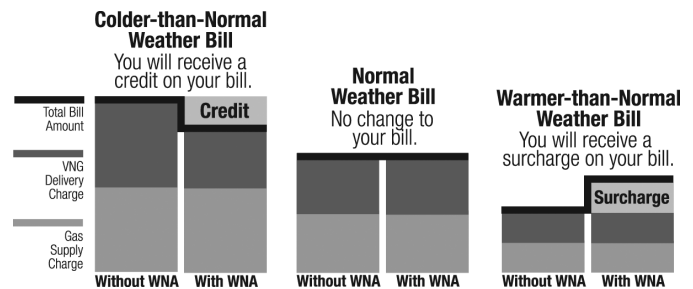 Colder-than-Normal
Weather Bill
You will receive a
credit on your bill.
Credit
Total Bill
Amount
VNG
Delivery
Charge
Gas
Supply
Charge
Without WNA
With WNA
Normal
Weather Bill
No change to
your bill.
Without WNA
With WNA
Warmer-than-Normal
Weather Bill
You will receive a
surcharge on your bill.
Surcharge
Without WNA
With WNA